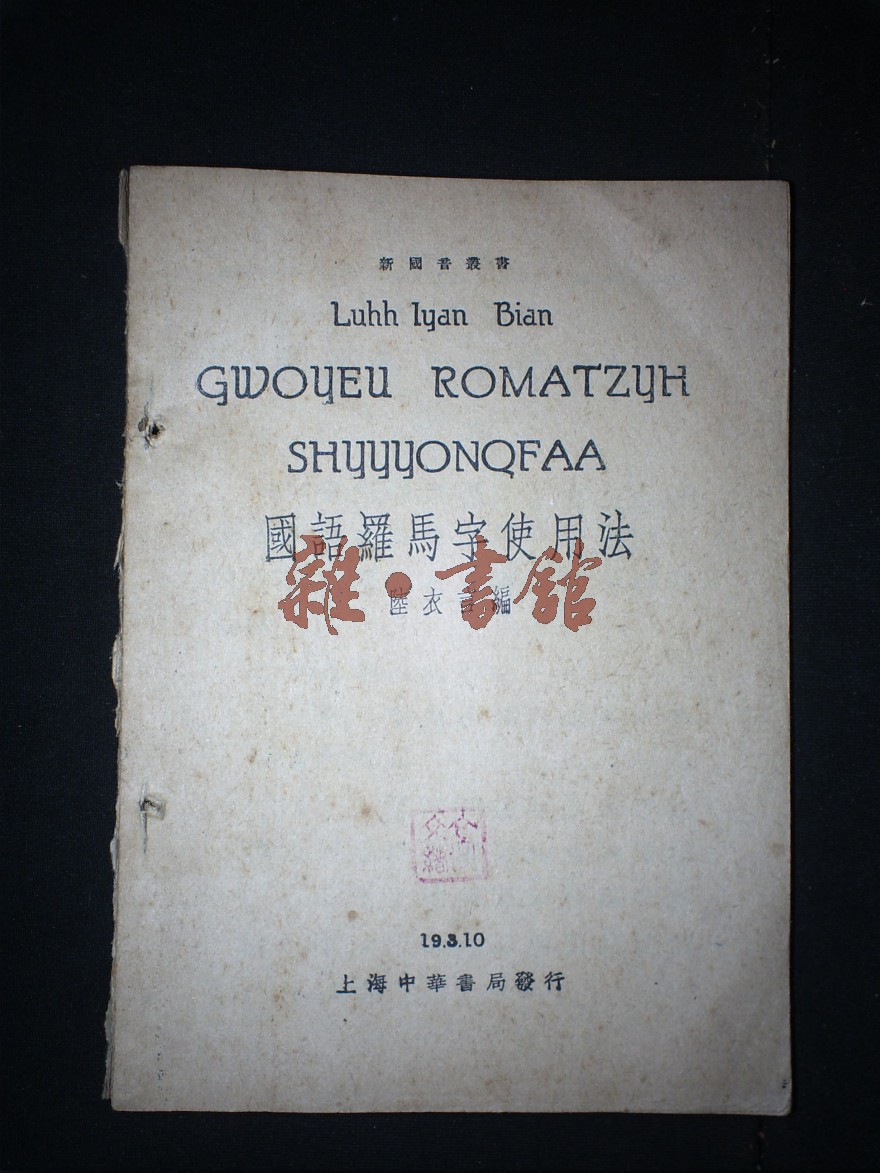 新國音叢書
Luhh Iyan Bian
GWOYEU ROMATZYH
SHYYYONQFAA
國語羅馬字使用法
陸衣言編
雜·書館
19.3.10
上海中華書局發行